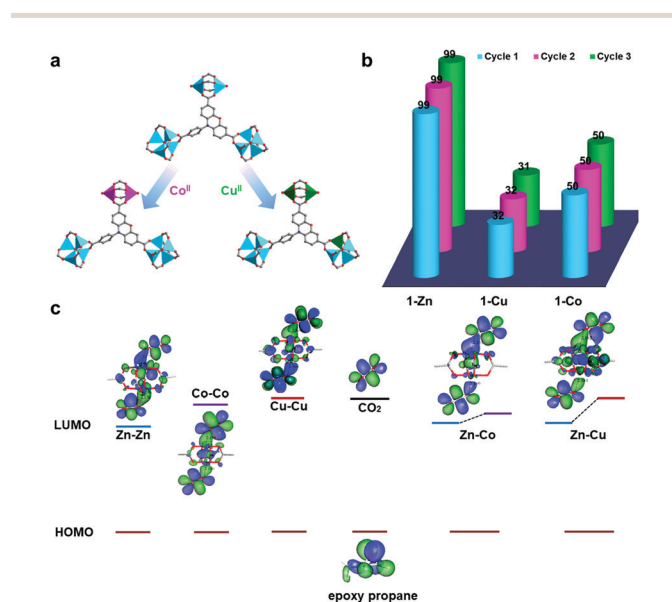 a
b
Cycle 1 Cycle 2 Cycle 3
99
99
99
32
32
31
50
50
50
Co^II Cu^II
1-Zn 1-Cu 1-Co
c
Co-Co Cu-Cu CO₂
LUMO Zn-Zn Zn-Co Zn-Cu
HOMO
epoxy propane